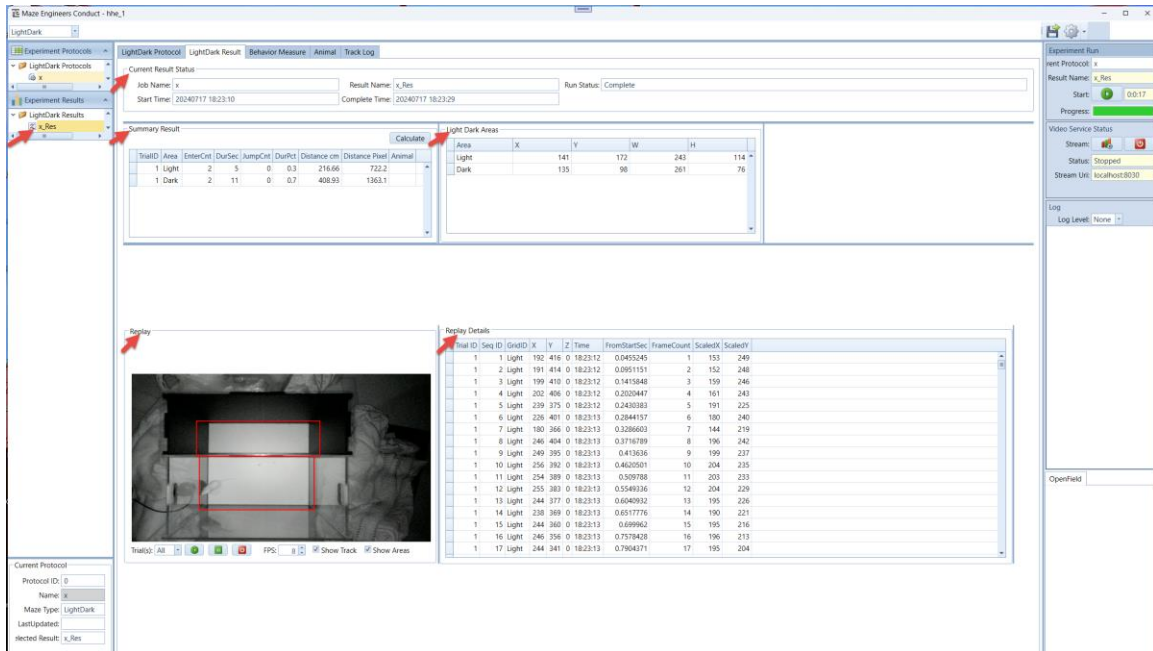 Maze Engineers Conduct - hhe_1
LightDark
Experiment Protocols
LightDark Protocols
x
Experiment Results
LightDark Results
x_Res
LightDark Protocol LightDark Result Behavior Measure Animal Track Log
Current Result Status
Job Name: x Result Name: x_Res Run Status: Complete
Start Time: 20240717 18:23:10 Complete Time: 20240717 18:23:29
Summary Result
Calculate
TrialID Area EnterCnt DurSec JumpCnt DurPct Distance cm Distance Pixel Animal
1 Light 2 5 0 0.3 216.66 722.2
1 Dark 2 11 0 0.7 408.93 1363.1
Light Dark Areas
Area X Y W H
Light 141 172 243 114
Dark 135 98 261 76
Replay
Trial(s): All FPS: 8 Show Track Show Areas
Replay Details
Trial ID Seq ID GridID X Y Z Time FromStartSec FrameCount ScaledX ScaledY
1 1 Light 192 416 0 18:23:12 0.0455245 1 153 249
1 2 Light 191 414 0 18:23:12 0.0951151 2 152 248
1 3 Light 199 410 0 18:23:12 0.1415848 3 159 246
1 4 Light 202 406 0 18:23:12 0.2020447 4 161 243
1 5 Light 239 375 0 18:23:12 0.2430383 5 191 225
1 6 Light 226 401 0 18:23:13 0.2844157 6 180 240
1 7 Light 180 366 0 18:23:13 0.3286603 7 144 219
1 8 Light 246 404 0 18:23:13 0.3716789 8 196 242
1 9 Light 249 395 0 18:23:13 0.413636 9 199 237
1 10 Light 256 392 0 18:23:13 0.4620501 10 204 235
1 11 Light 254 389 0 18:23:13 0.509788 11 203 233
1 12 Light 255 383 0 18:23:13 0.5549336 12 204 229
1 13 Light 244 377 0 18:23:13 0.6040932 13 195 226
1 14 Light 238 369 0 18:23:13 0.6517776 14 190 221
1 15 Light 244 360 0 18:23:13 0.699962 15 195 216
1 16 Light 246 356 0 18:23:13 0.7578428 16 196 213
1 17 Light 244 341 0 18:23:13 0.7904371 17 195 204
Experiment Run
rent Protocol: x
Result Name: x_Res
Start: 0:0:17
Progress:
Video Service Status
Stream:
Status: Stopped
Stream Url: localhost:8030
Log
Log Level: None
OpenField
Current Protocol
Protocol ID: 0
Name: x
Maze Type: LightDark
LastUpdated:
elected Result: x_Res